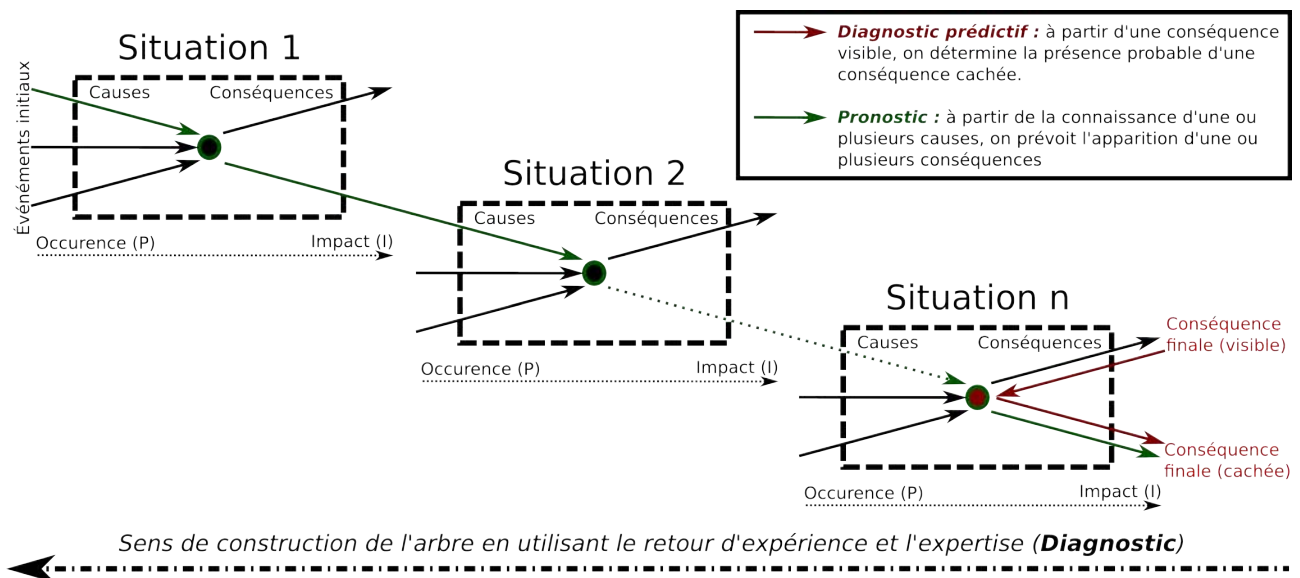 Situation 1
Événéments initiaux
Causes
Conséquences
Occurence (P)
Impact (I)
Diagnostic prédictif : à partir d'une conséquence
visible, on détermine la présence probable d'une
conséquence cachée.
Pronostic : à partir de la connaissance d'une ou
plusieurs causes, on prévoit l'apparition d'une ou
plusieurs conséquences
Situation 2
Causes
Conséquences
Occurence (P)
Impact (I)
Situation n
Causes
Conséquences
Conséquence
finale (visible)
Conséquence
finale (cachée)
Occurence (P)
Impact (I)
Sens de construction de l'arbre en utilisant le retour d'expérience et l'expertise (Diagnostic)